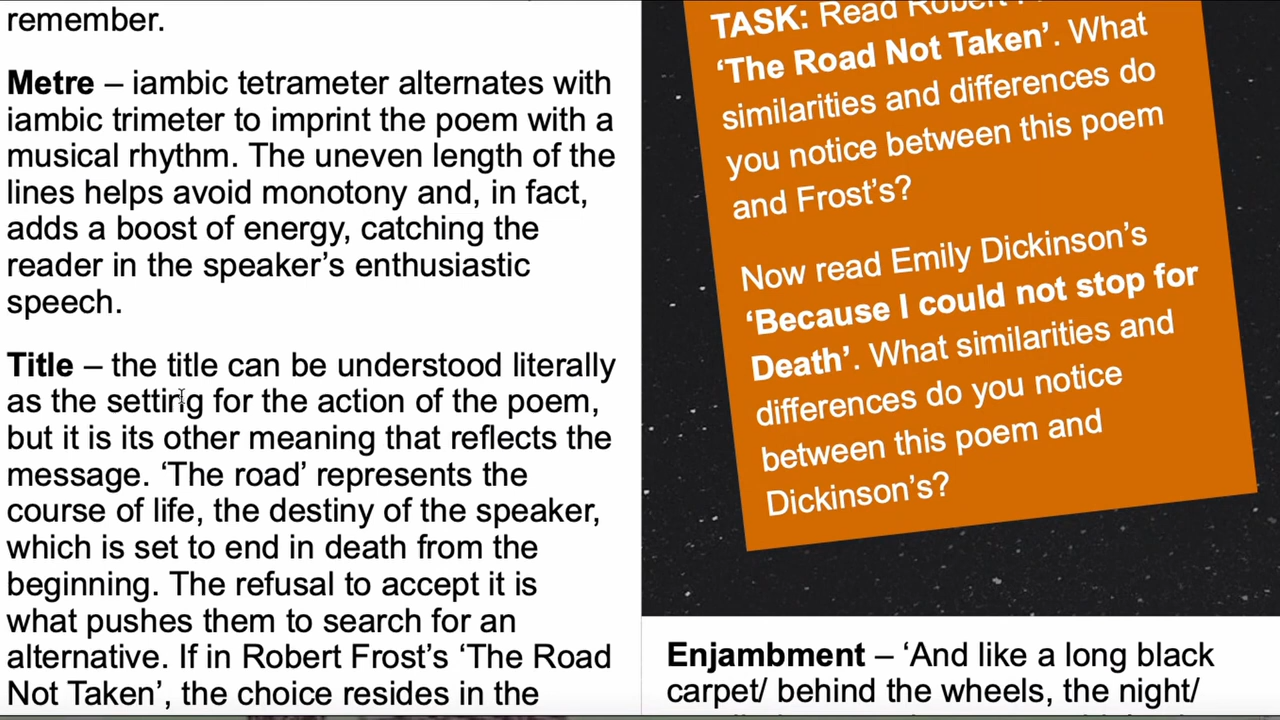 remember.
Metre – iambic tetrameter alternates with
iambic trimeter to imprint the poem with a
musical rhythm. The uneven length of the
lines helps avoid monotony and, in fact,
adds a boost of energy, catching the
reader in the speaker’s enthusiastic
speech.
Title – the title can be understood literally
as the setting for the action of the poem,
but it is its other meaning that reflects the
message. ‘The road’ represents the
course of life, the destiny of the speaker,
which is set to end in death from the
beginning. The refusal to accept it is
what pushes them to search for an
alternative. If in Robert Frost’s ‘The Road
Not Taken’, the choice resides in the
TASK: Read Robert
‘The Road Not Taken’. What
similarities and differences do
you notice between this poem
and Frost’s?
Now read Emily Dickinson’s
‘Because I could not stop for
Death’. What similarities and
differences do you notice
between this poem and
Dickinson’s?
Enjambment – ‘And like a long black
carpet/ behind the wheels, the night/